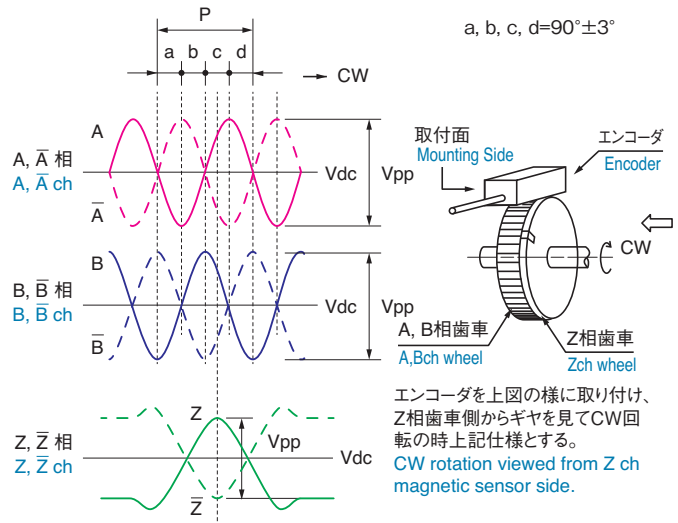 P
a b c d
CW
a, b, c, d=90°±3°
A
A̅
A, A̅ 相
A, A̅ ch
Vdc
Vpp
B
B̅
B, B̅ 相
B, B̅ ch
Vdc
Vpp
Z
Z̅
Z, Z̅ 相
Z, Z̅ ch
Vpp
Vdc
取付面
Mounting Side
エンコーダ
Encoder
CW
A, B相歯車
A,Bch wheel
Z相歯車
Zch wheel
エンコーダを上図の様に取り付け、
Z相歯車側からギヤを見てCW回
転の時上記仕様とする。
CW rotation viewed from Z ch
magnetic sensor side.